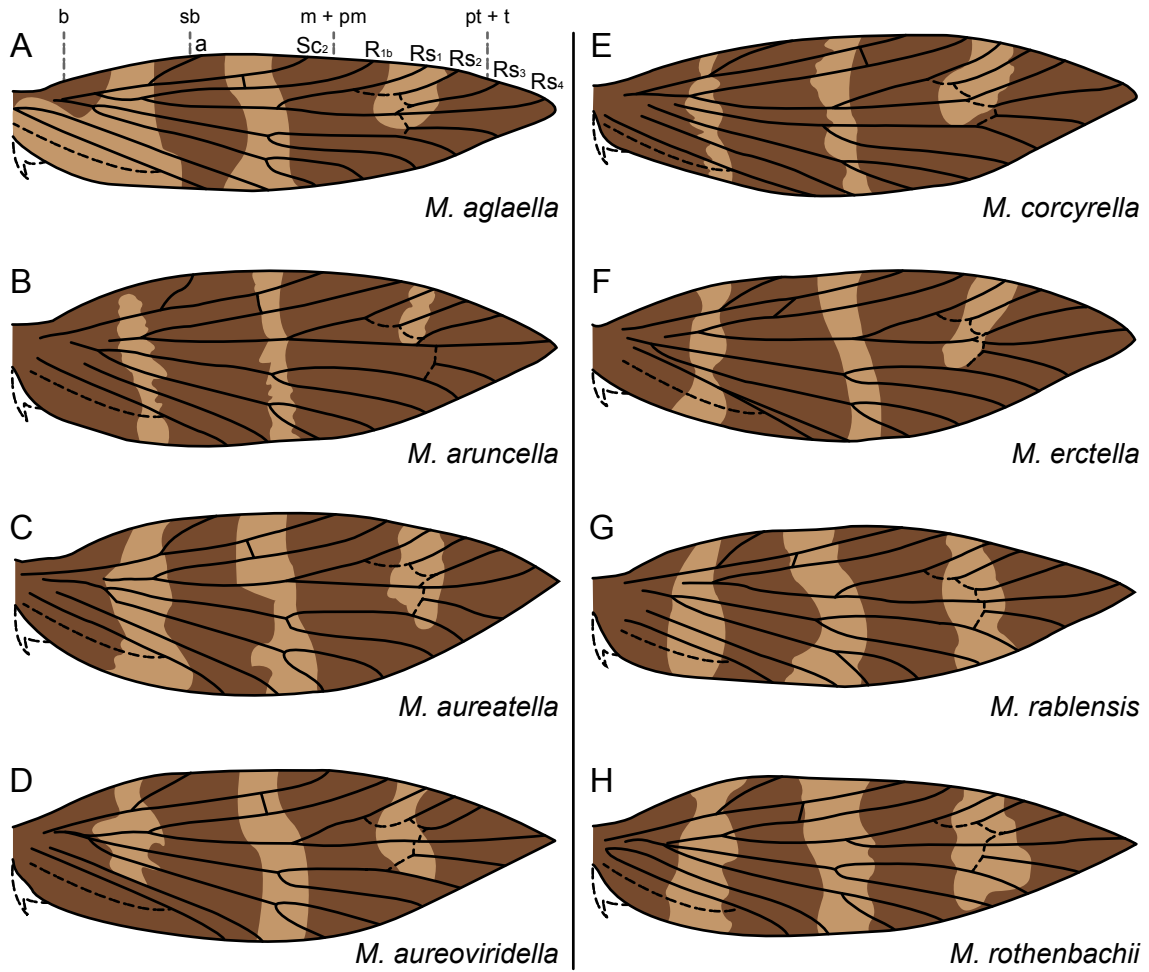 b sb m + pm pt + t
A a Sc2 R1b Rs1 Rs2 Rs3 Rs4
M. aglaella
B
M. aruncella
C
M. aureatella
D
M. aureoviridella
E
M. corcyrella
F
M. erctella
G
M. rablensis
H
M. rothenbachii